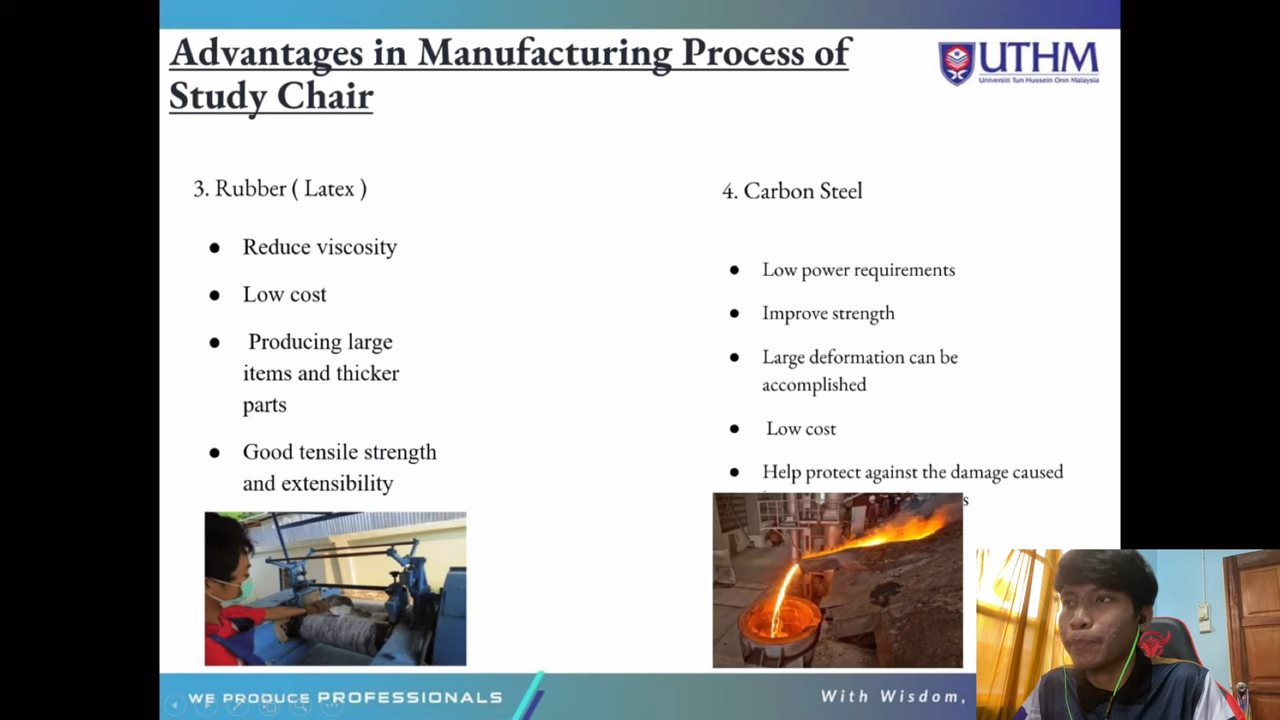 Advantages in Manufacturing Process of
Study Chair
UTHM
Universiti Tun Hussein Onn Malaysia
3. Rubber ( Latex )
● Reduce viscosity
● Low cost
● Producing large
items and thicker
parts
● Good tensile strength
and extensibility
4. Carbon Steel
● Low power requirements
● Improve strength
● Large deformation can be
accomplished
● Low cost
● Help protect against the damage caused
WE PRODUCE PROFESSIONALS
With Wisdom,